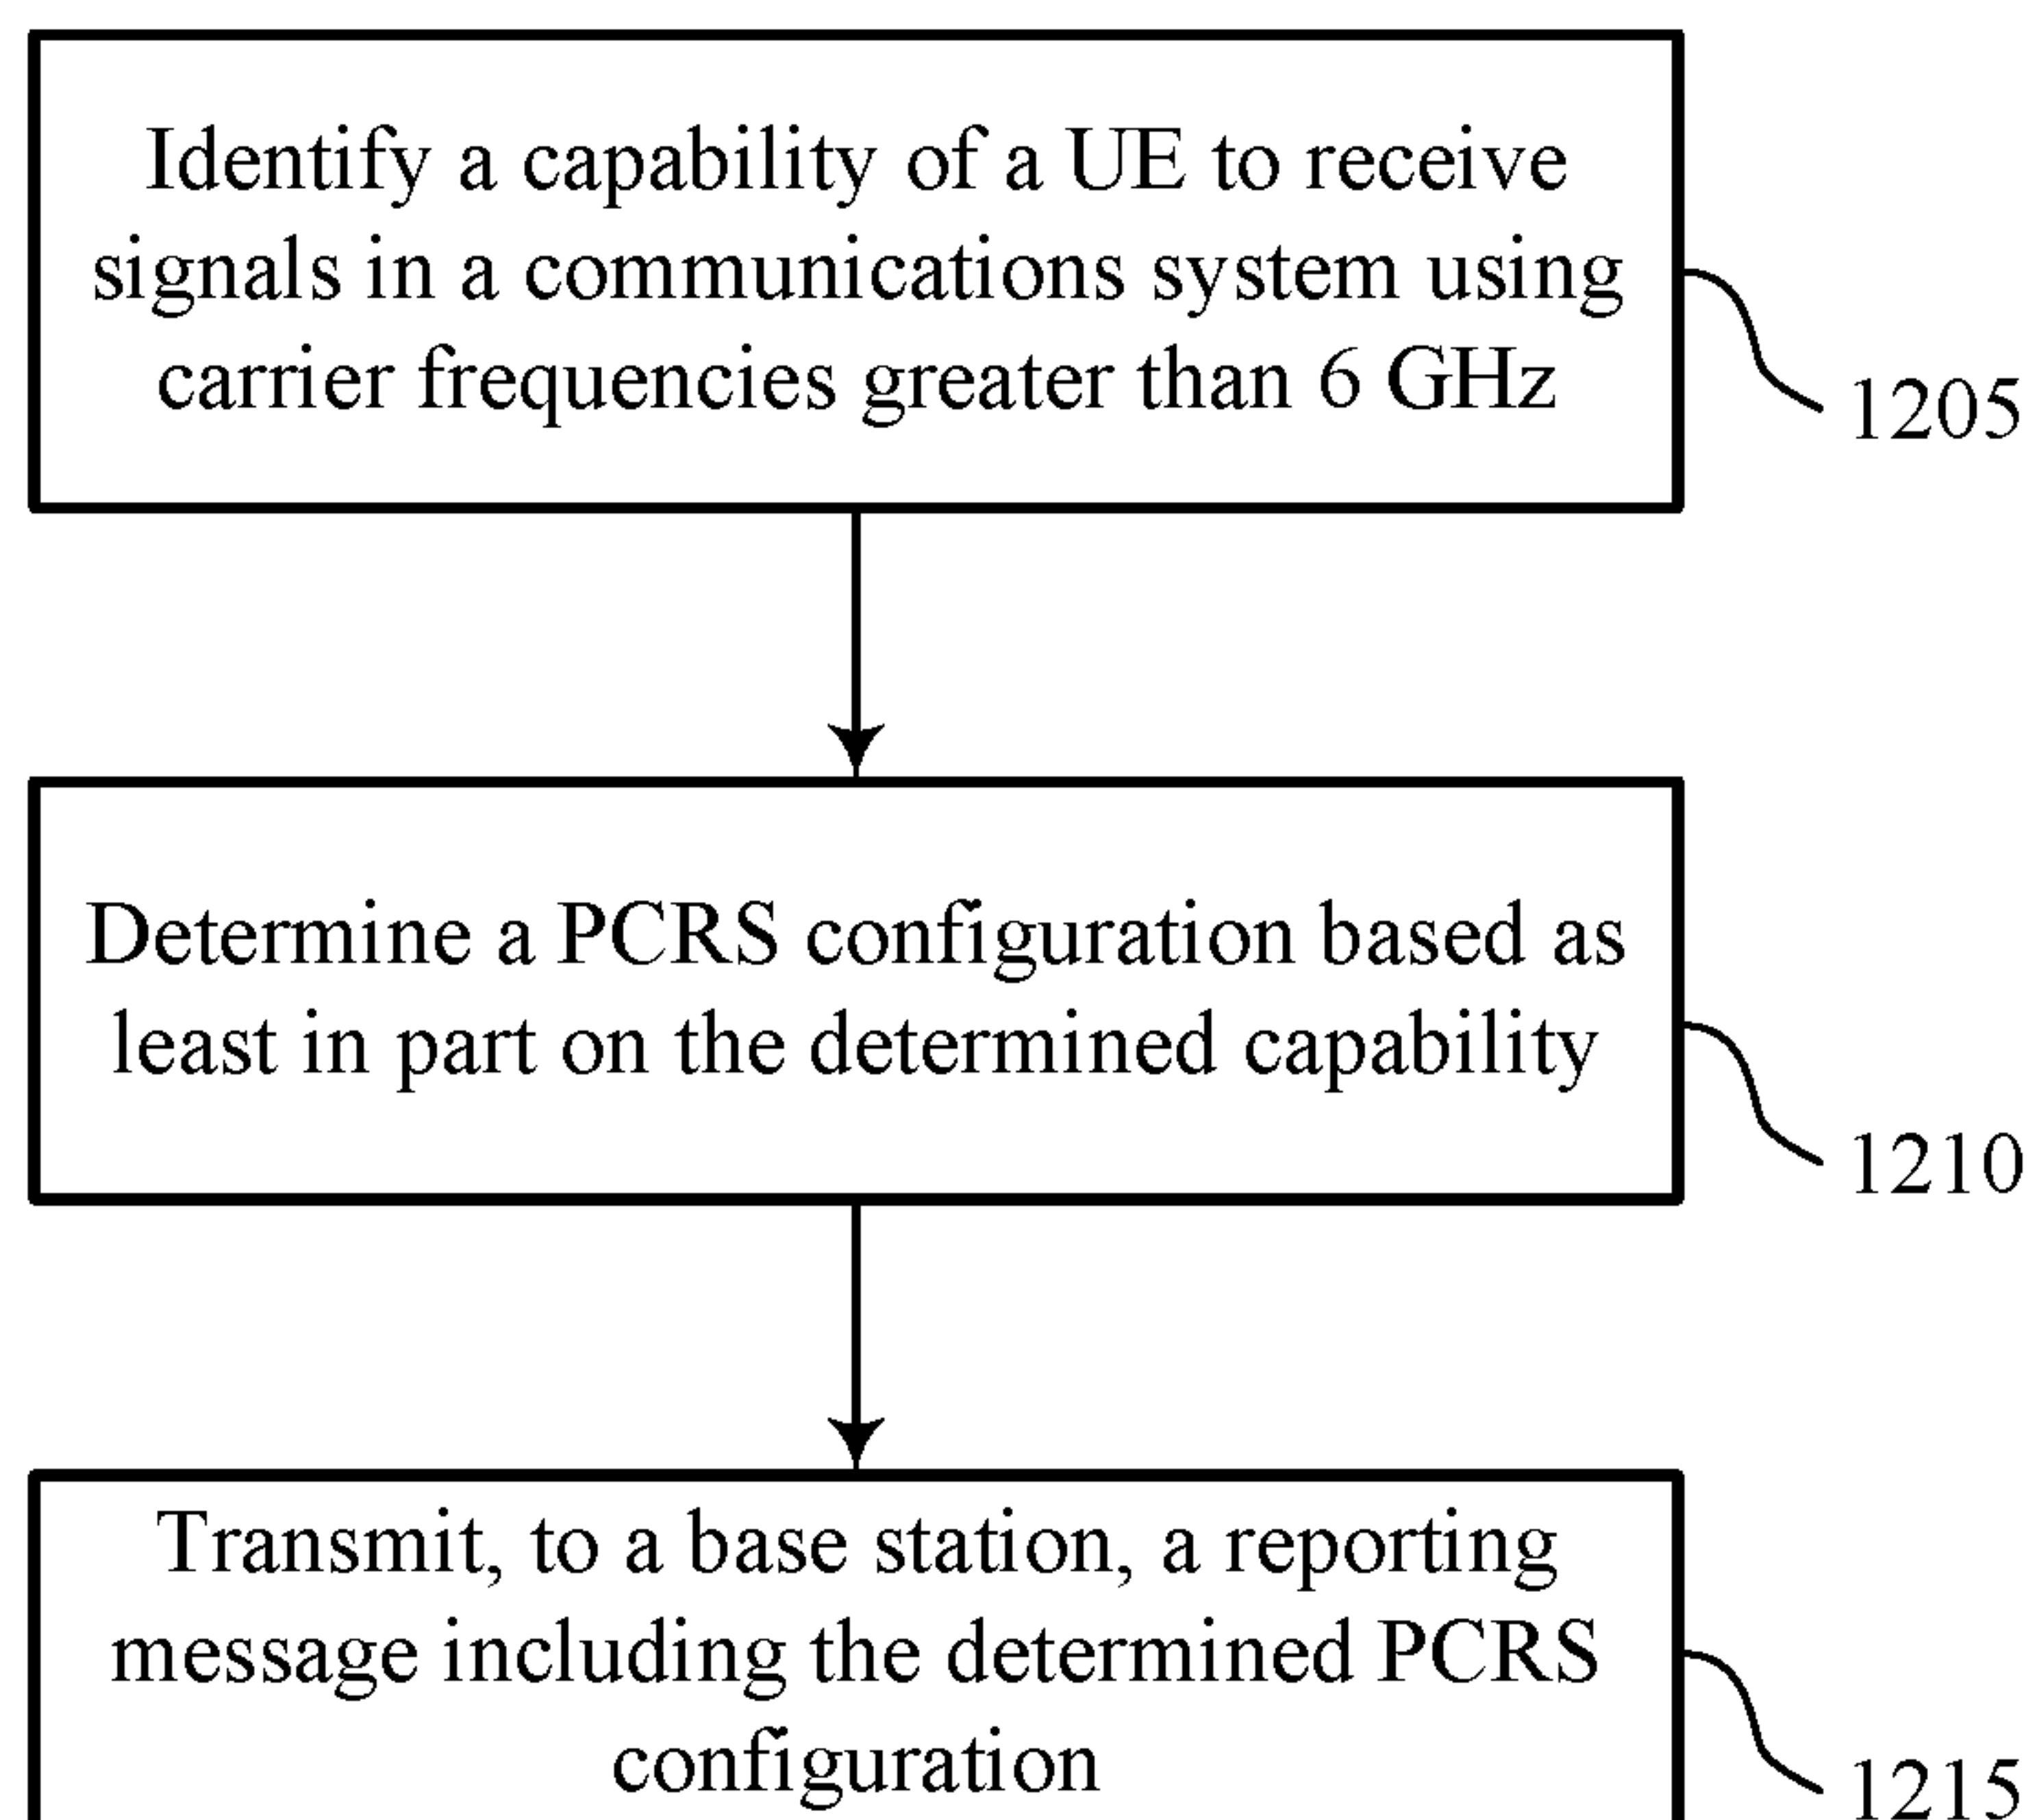 Identify a capability of a UE to receive
signals in a communications system using
carrier frequencies greater than 6 GHz
1205
Determine a PCRS configuration based as
least in part on the determined capability
1210
Transmit, to a base station, a reporting
message including the determined PCRS
configuration
1215